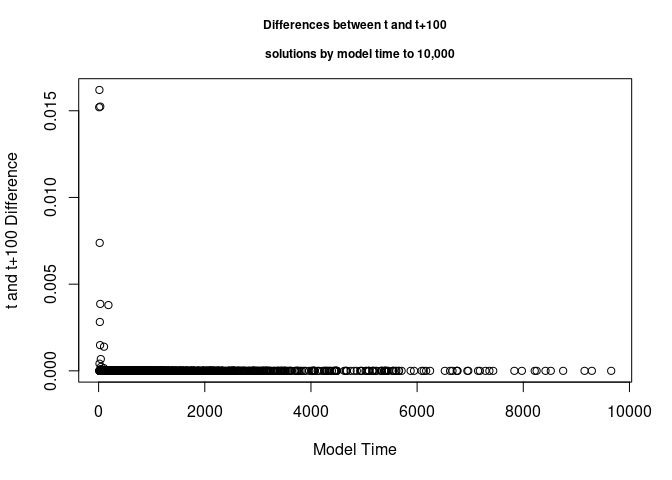 Differences between t and t+100
solutions by model time to 10,000
t and t+100 Difference
0.015
0.010
0.005
0.000
0 2000 4000 6000 8000 10000
Model Time